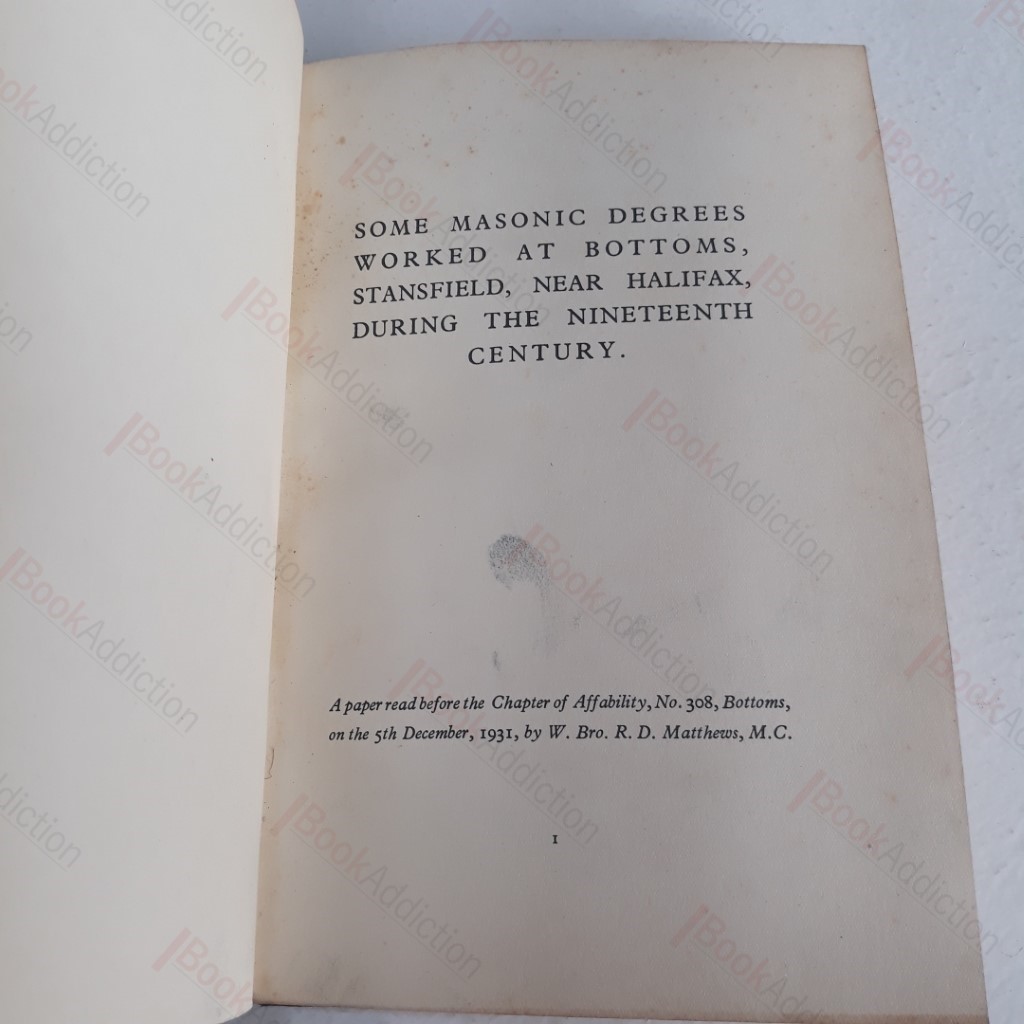 SOME MASONIC DEGREES
WORKED AT BOTTOMS,
STANSFIELD, NEAR HALIFAX,
DURING THE NINETEENTH
CENTURY.
A paper read before the Chapter of Affability, No. 308, Bottoms,
on the 5th December, 1931, by W. Bro. R. D. Matthews, M.C.
I
BookAddiction